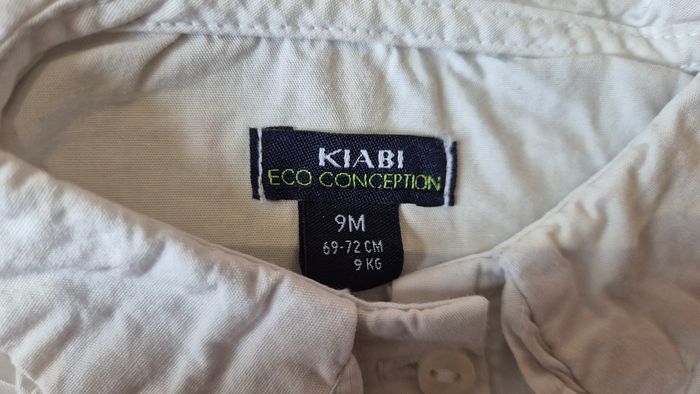 KIABI
ECO CONCEPTION
9M
69-72 CM
9 KG